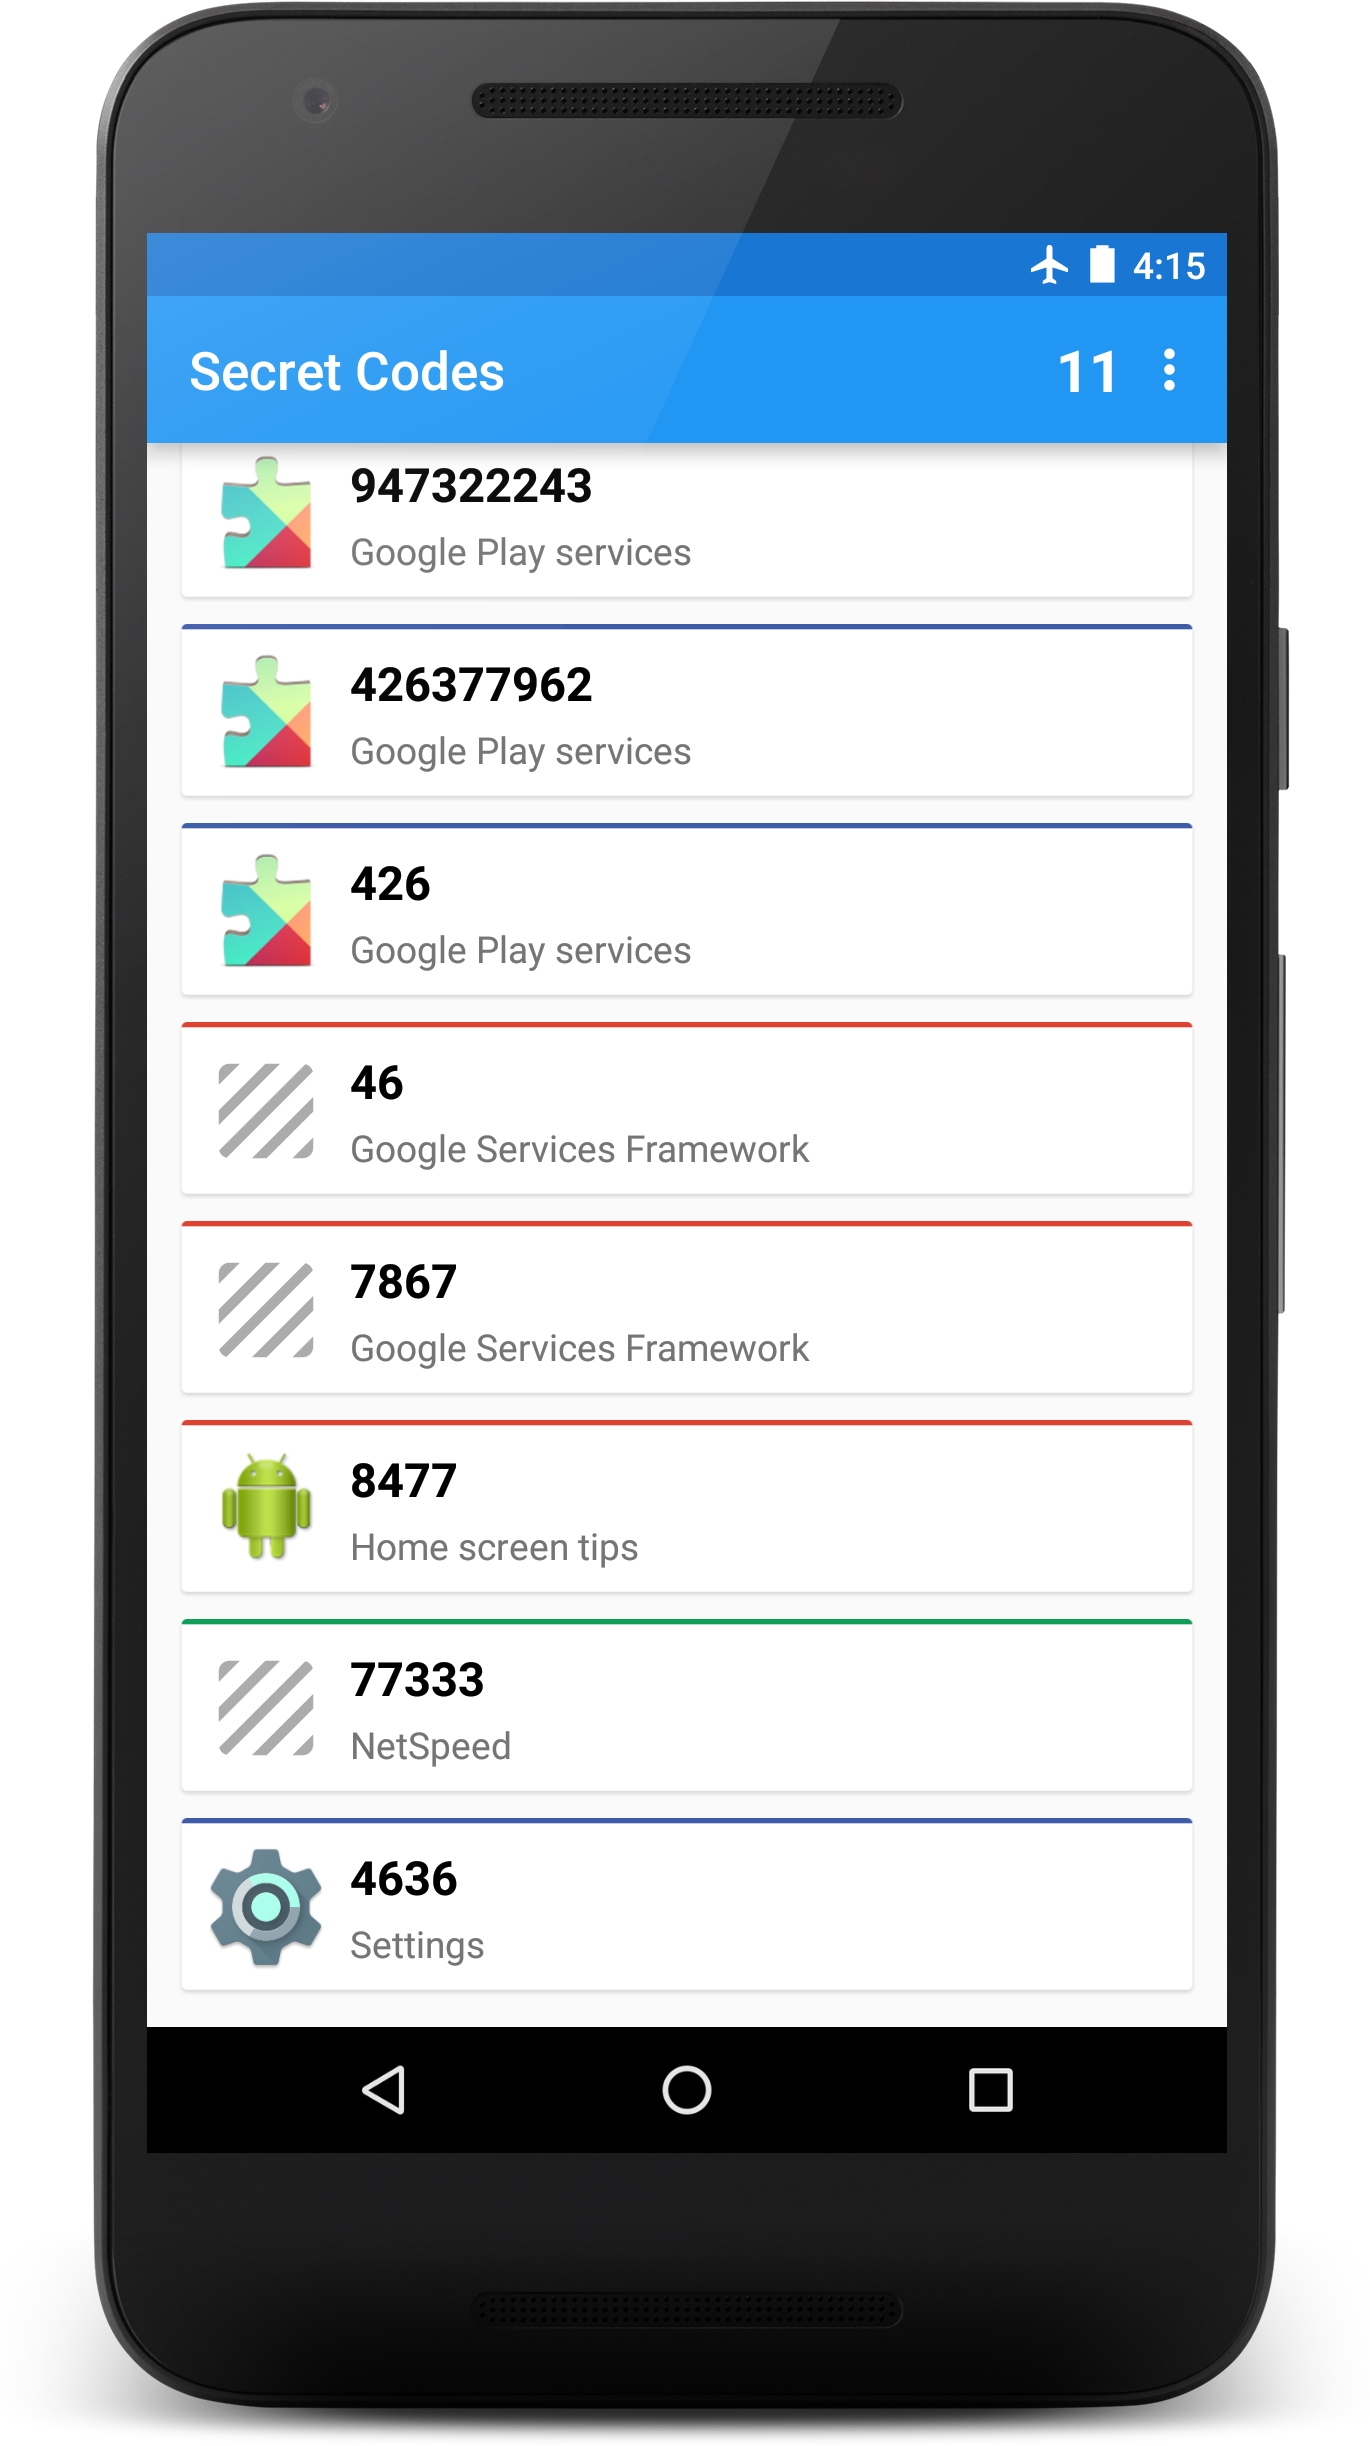 4:15
Secret Codes
11
947322243
Google Play services
426377962
Google Play services
426
Google Play services
46
Google Services Framework
7867
Google Services Framework
8477
Home screen tips
77333
NetSpeed
4636
Settings